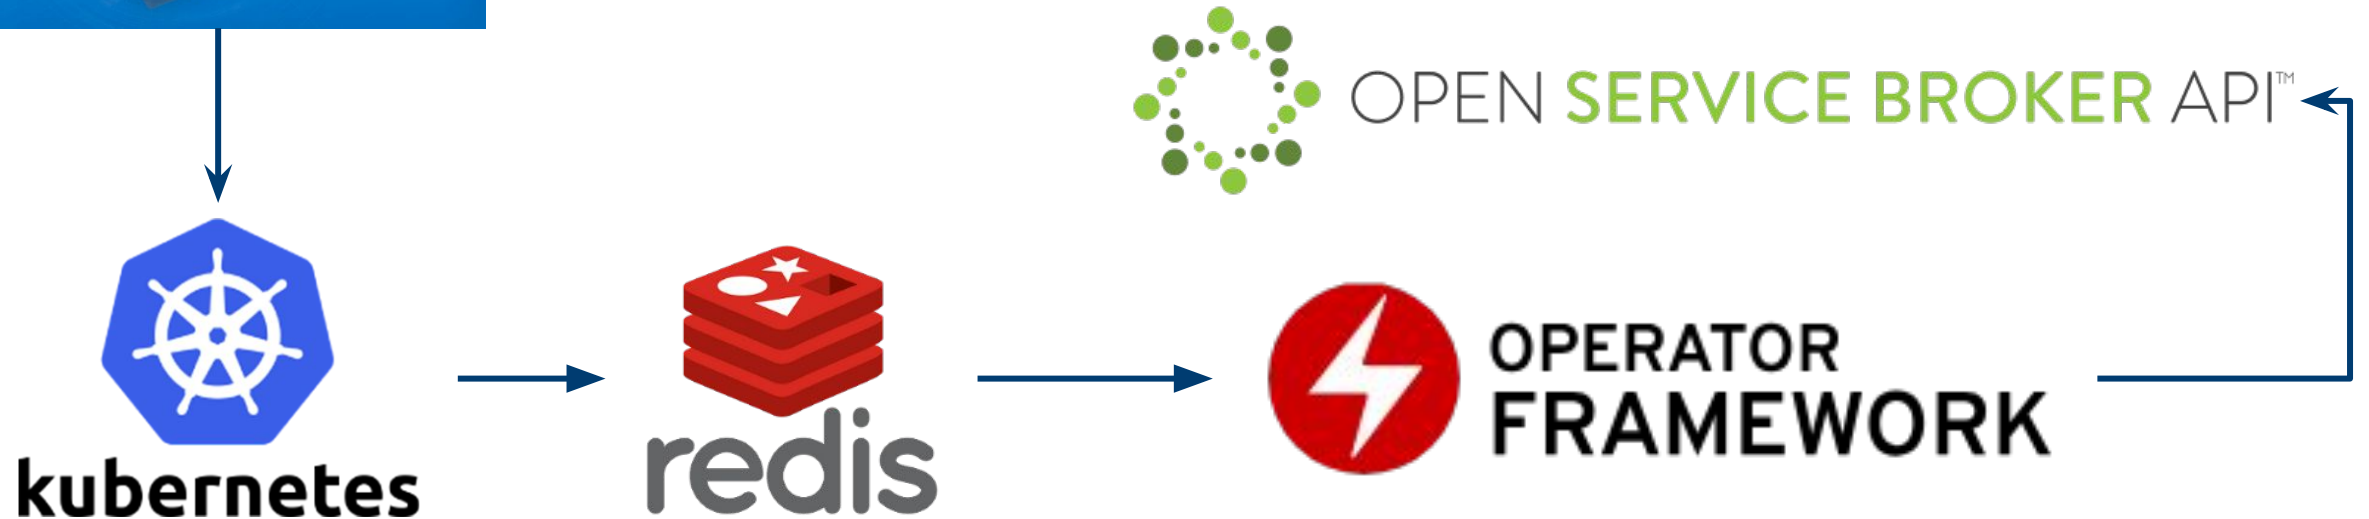 OPEN SERVICE BROKER API™
kubernetes
redis
OPERATOR
FRAMEWORK